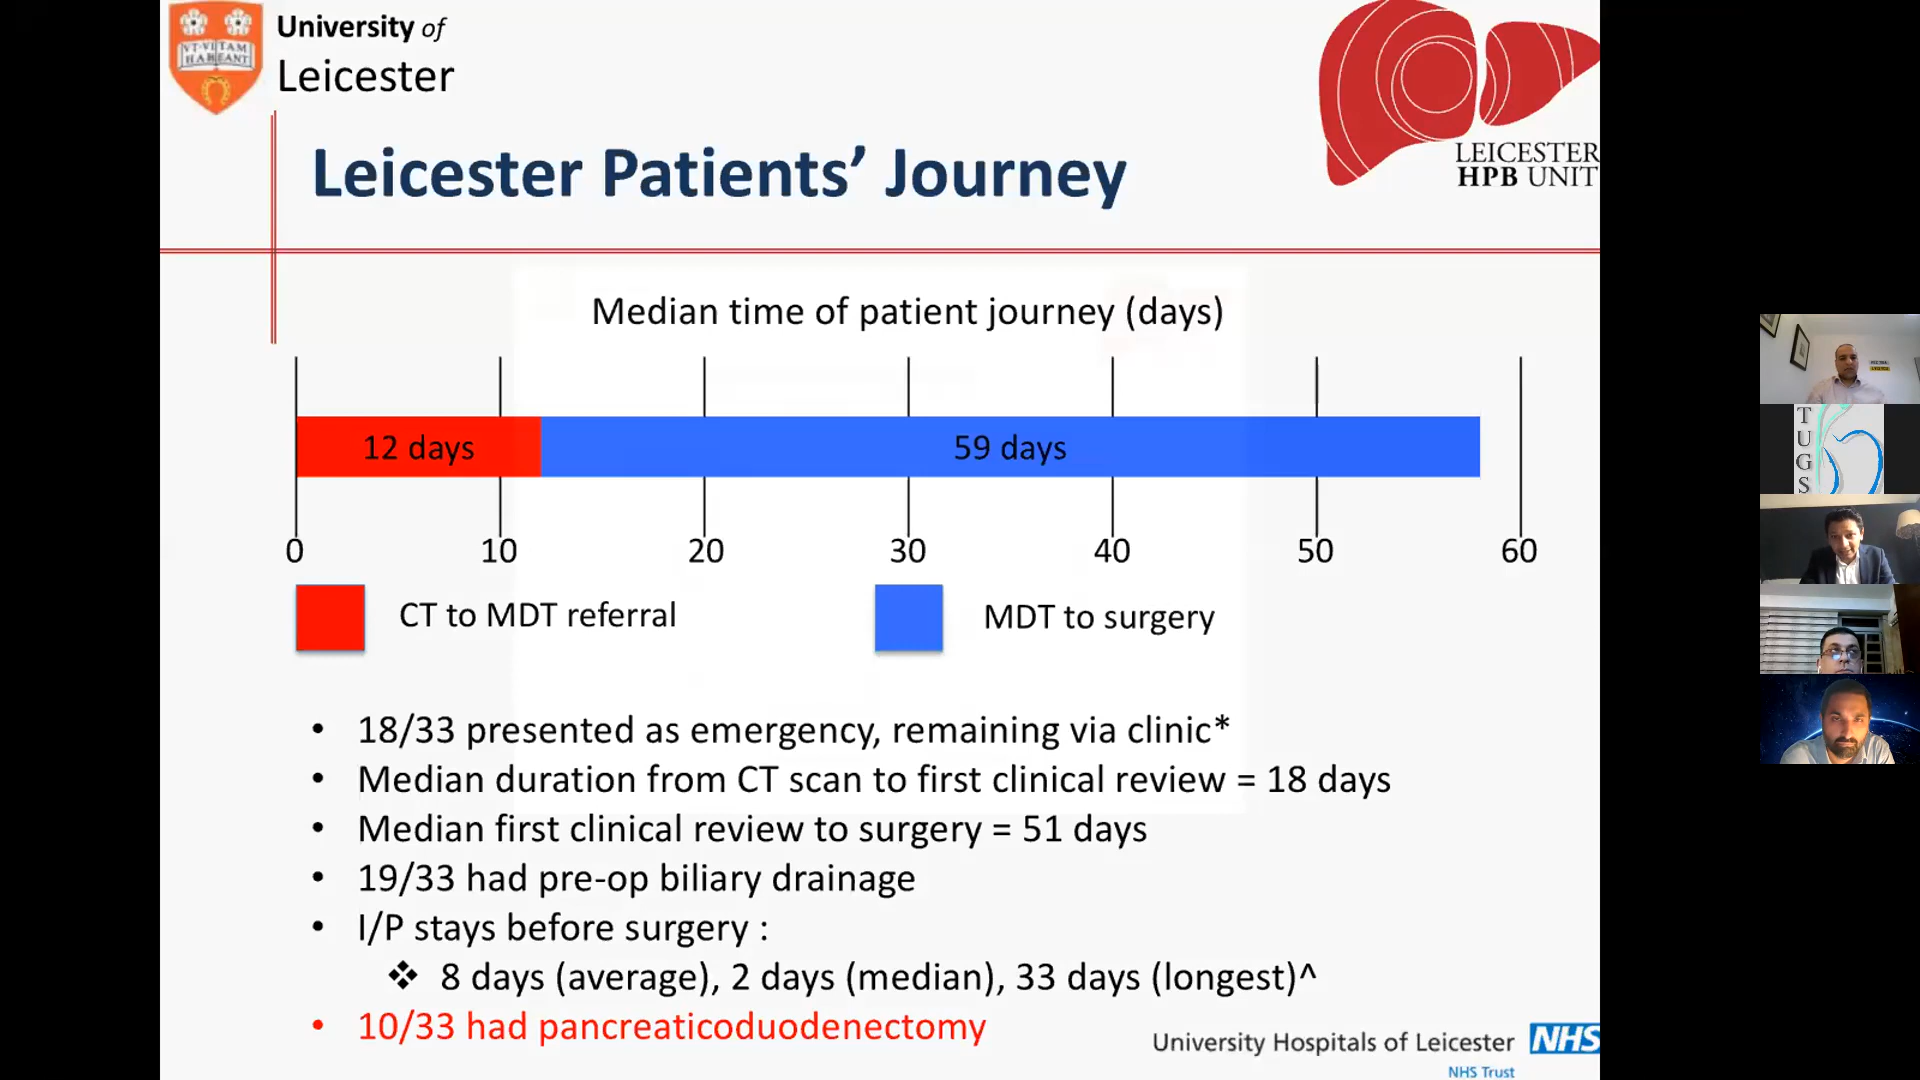 University of
Leicester
VT·VITAM
HABEANT
LEICESTER
HPB UNIT
Leicester Patients’ Journey
Median time of patient journey (days)
12 days
59 days
0 10 20 30 40 50 60
CT to MDT referral
MDT to surgery
• 18/33 presented as emergency, remaining via clinic*
• Median duration from CT scan to first clinical review = 18 days
• Median first clinical review to surgery = 51 days
• 19/33 had pre-op biliary drainage
• I/P stays before surgery :
❖ 8 days (average), 2 days (median), 33 days (longest)^
• 10/33 had pancreaticoduodenectomy
University Hospitals of Leicester
NHS
NHS Trust
TUGS